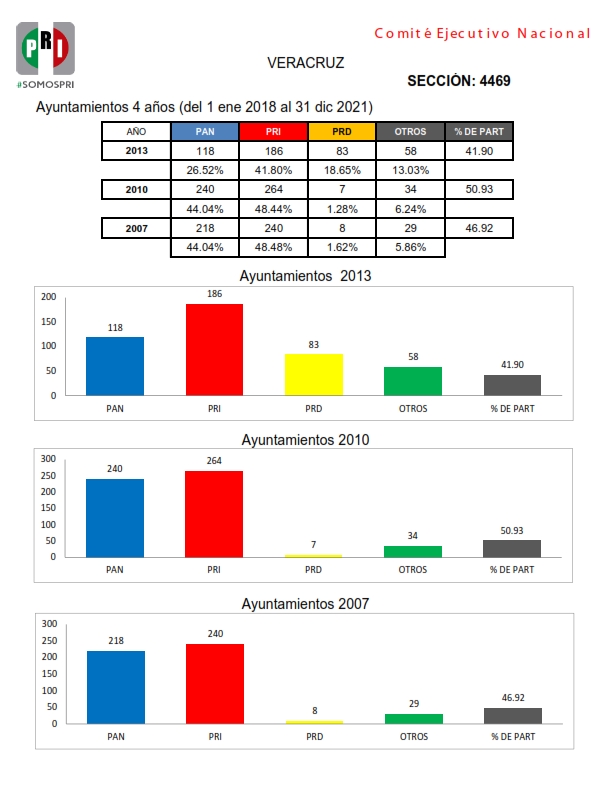 Comité Ejecutivo Nacional
PRI
#SOMOSPRI
VERACRUZ
SECCIÓN: 4469
Ayuntamientos 4 años (del 1 ene 2018 al 31 dic 2021)
AÑO PAN PRI PRD OTROS % DE PART
2013 118 186 83 58 41.90
26.52% 41.80% 18.65% 13.03%
2010 240 264 7 34 50.93
44.04% 48.44% 1.28% 6.24%
2007 218 240 8 29 46.92
44.04% 48.48% 1.62% 5.86%
Ayuntamientos 2013
200
150
100
50
0
118 186 83 58 41.90
PAN PRI PRD OTROS % DE PART
Ayuntamientos 2010
300
250
200
150
100
50
0
240 264 7 34 50.93
PAN PRI PRD OTROS % DE PART
Ayuntamientos 2007
300
250
200
150
100
50
0
218 240 8 29 46.92
PAN PRI PRD OTROS % DE PART